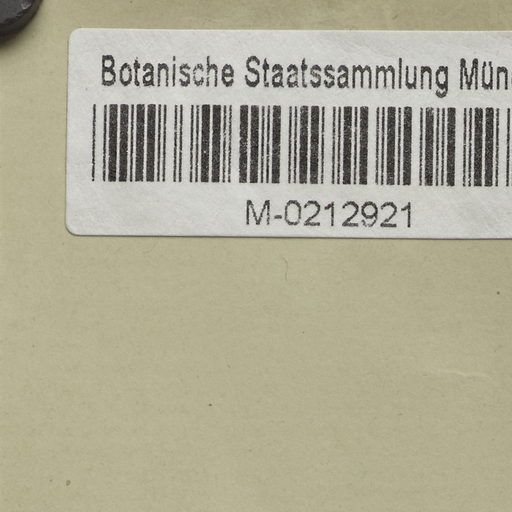 Botanische Staatssammlung Mün
M-0212921